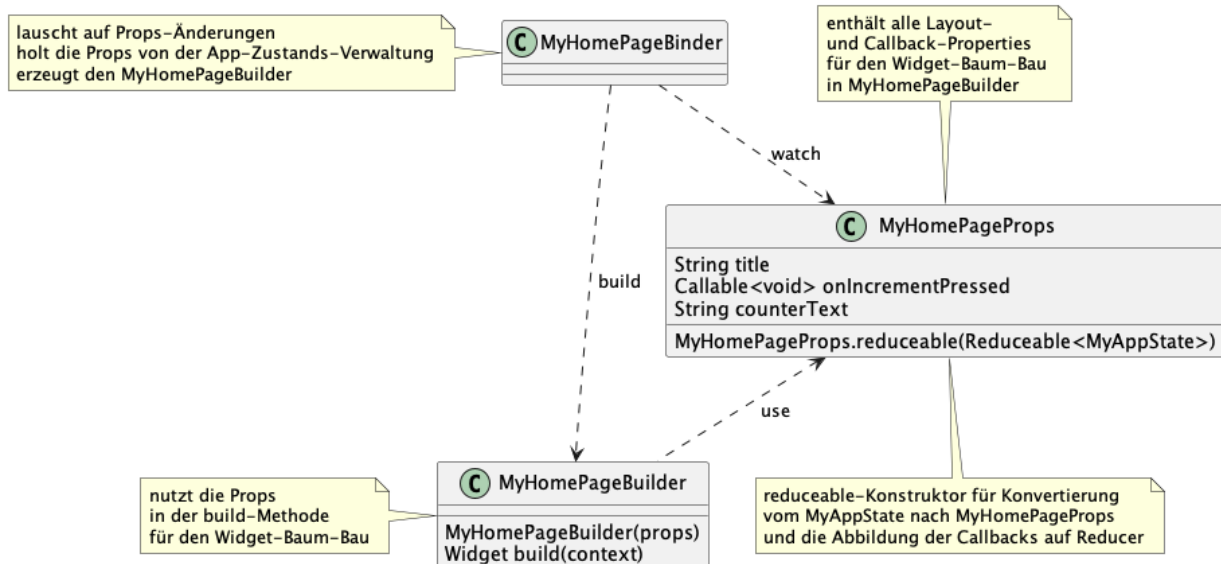 lauscht auf Props-Änderungen
holt die Props von der App-Zustands-Verwaltung
erzeugt den MyHomePageBuilder
C MyHomePageBinder
enthält alle Layout-
und Callback-Properties
für den Widget-Baum-Bau
in MyHomePageBuilder
watch
C MyHomePageProps
String title
Callable<void> onIncrementPressed
String counterText
MyHomePageProps.reduceable(Reduceable<MyAppState>)
build
use
nutzt die Props
in der build-Methode
für den Widget-Baum-Bau
C MyHomePageBuilder
MyHomePageBuilder(props)
Widget build(context)
reduceable-Konstruktor für Konvertierung
vom MyAppState nach MyHomePageProps
und die Abbildung der Callbacks auf Reducer